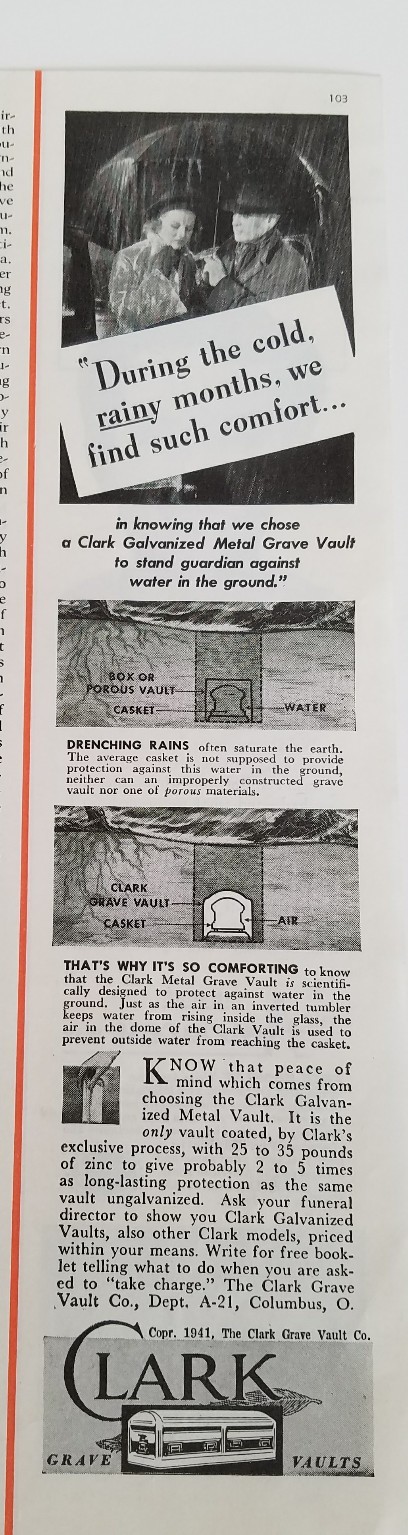 103
"During the cold,
rainy months, we
find such comfort...
in knowing that we chose
a Clark Galvanized Metal Grave Vault
to stand guardian against
water in the ground."
BOX OR
POROUS VAULT
CASKET
WATER
DRENCHING RAINS often saturate the earth.
The average casket is not supposed to provide
protection against this water in the ground,
neither can an improperly constructed grave
vault nor one of porous materials.
CLARK
GRAVE VAULT
CASKET
AIR
THAT'S WHY IT'S SO COMFORTING to know
that the Clark Metal Grave Vault is scientifi-
cally designed to protect against water in the
ground. Just as the air in an inverted tumbler
keeps water from rising inside the glass, the
air in the dome of the Clark Vault is used to
prevent outside water from reaching the casket.
KNOW that peace of
mind which comes from
choosing the Clark Galvan-
ized Metal Vault. It is the
only vault coated, by Clark's
exclusive process, with 25 to 35 pounds
of zinc to give probably 2 to 5 times
as long-lasting protection as the same
vault ungalvanized. Ask your funeral
director to show you Clark Galvanized
Vaults, also other Clark models, priced
within your means. Write for free book-
let telling what to do when you are ask-
ed to "take charge." The Clark Grave
Vault Co., Dept. A-21, Columbus, O.
Copr. 1941, The Clark Grave Vault Co.
CLARK
GRAVE VAULTS